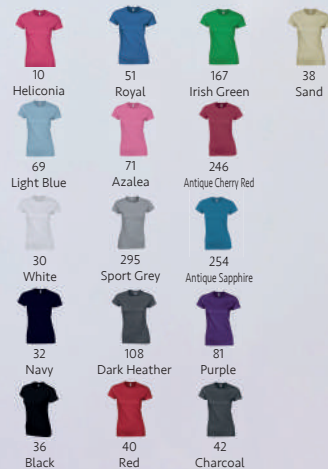 10
Heliconia
51
Royal
167
Irish Green
38
Sand
69
Light Blue
71
Azalea
246
Antique Cherry Red
30
White
295
Sport Grey
254
Antique Sapphire
32
Navy
108
Dark Heather
81
Purple
36
Black
40
Red
42
Charcoal